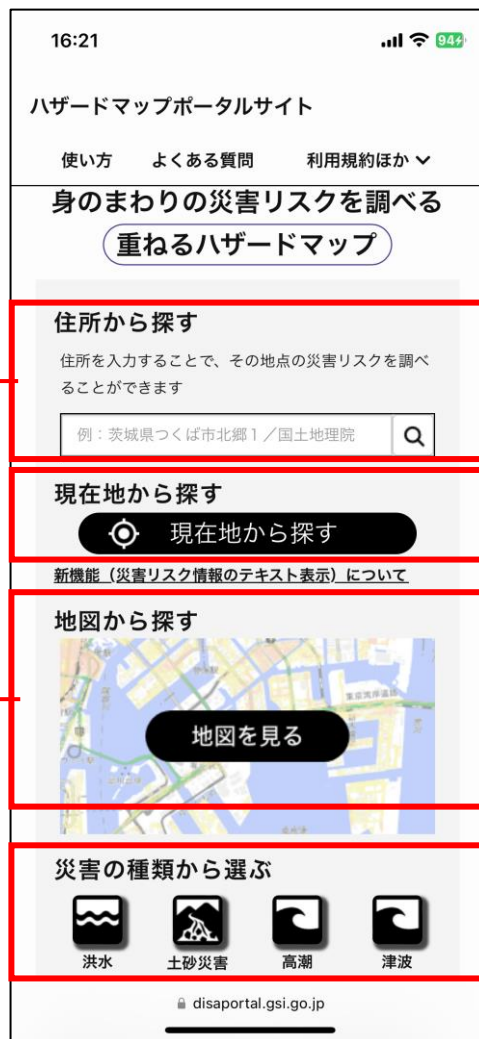 16:21
94
ハザードマップポータルサイト
使い方 よくある質問 利用規約ほか
身のまわりの災害リスクを調べる
重ねるハザードマップ
住所から探す
住所を入力することで、その地点の災害リスクを調べ
ることができます
例：茨城県つくば市北郷１／国土地理院
現在地から探す
現在地から探す
新機能（災害リスク情報のテキスト表示）について
地図から探す
地図を見る
災害の種類から選ぶ
洪水 土砂災害 高潮 津波
disaportal.gsi.go.jp